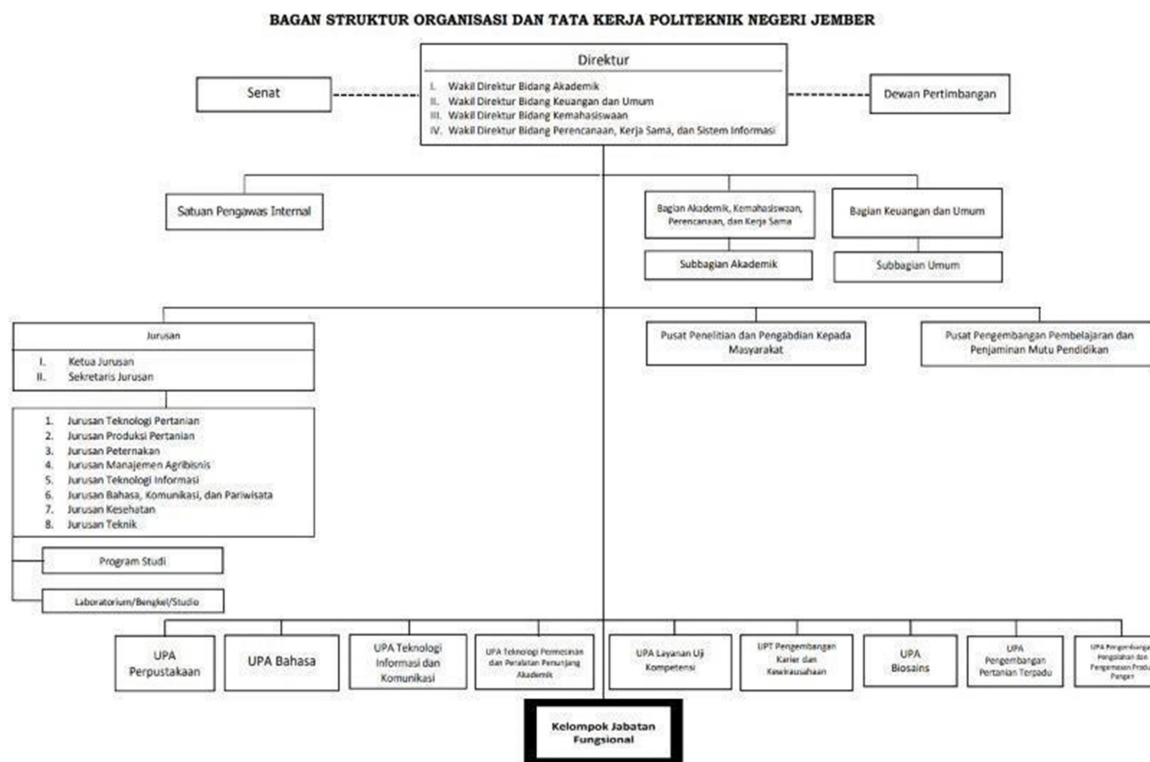 BAGAN STRUKTUR ORGANISASI DAN TATA KERJA POLITEKNIK NEGERI JEMBER
Direktur
I. Wakil Direktur Bidang Akademik
II. Wakil Direktur Bidang Keuangan dan Umum
III. Wakil Direktur Bidang Kemahasiswaan
IV. Wakil Direktur Bidang Perencanaan, Kerja Sama, dan Sistem Informasi
Senat
Dewan Pertimbangan
Satuan Pengawas Internal
Bagian Akademik, Kemahasiswaan,
Perencanaan, dan Kerja Sama
Bagian Keuangan dan Umum
Subbagian Akademik
Subbagian Umum
Jurusan
I. Ketua Jurusan
II. Sekretaris Jurusan
Pusat Penelitian dan Pengabdian Kepada
Masyarakat
Pusat Pengembangan Pembelajaran dan
Penjaminan Mutu Pendidikan
1. Jurusan Teknologi Pertanian
2. Jurusan Produksi Pertanian
3. Jurusan Peternakan
4. Jurusan Manajemen Agribisnis
5. Jurusan Teknologi Informasi
6. Jurusan Bahasa, Komunikasi, dan Pariwisata
7. Jurusan Kesehatan
8. Jurusan Teknik
Program Studi
Laboratorium/Bengkel/Studio
UPA
Perpustakaan
UPA Bahasa
UPA Teknologi
Informasi dan
Komunikasi
UPA Teknologi Permesinan
dan Peralatan Penunjang
Akademik
UPA Layanan Uji
Kompetensi
UPT Pengembangan
Karier dan
Kewirausahaan
UPA
Biosains
UPA
Pengembangan
Pertanian Terpadu
UPA Pengembangan
Pengolahan dan
Pengemasan Produk
Pangan
Kelompok Jabatan
Fungsional